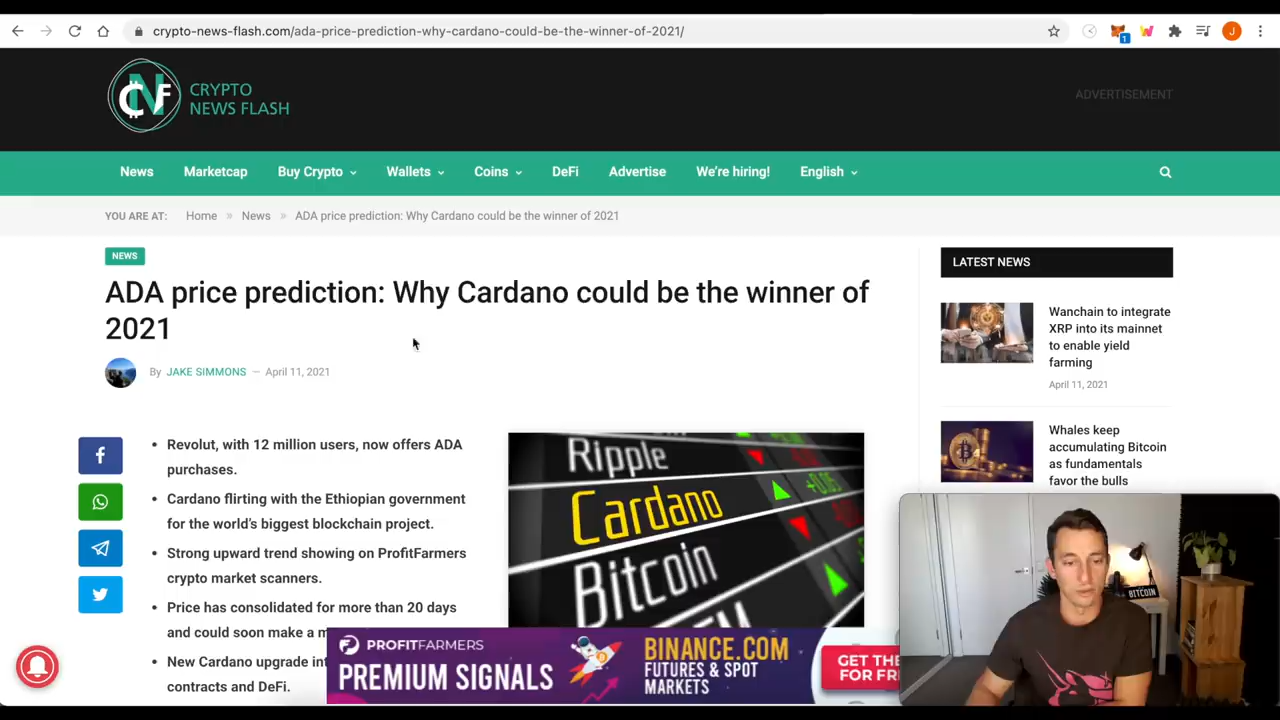 crypto-news-flash.com/ada-price-prediction-why-cardano-could-be-the-winner-of-2021/
1
J
CNF
CRYPTO
NEWS FLASH
ADVERTISEMENT
News Marketcap Buy Crypto Wallets Coins DeFi Advertise We're hiring! English
YOU ARE AT: Home » News » ADA price prediction: Why Cardano could be the winner of 2021
NEWS
ADA price prediction: Why Cardano could be the winner of
2021
By JAKE SIMMONS — April 11, 2021
• Revolut, with 12 million users, now offers ADA
purchases.
• Cardano flirting with the Ethiopian government
for the world's biggest blockchain project.
• Strong upward trend showing on ProfitFarmers
crypto market scanners.
• Price has consolidated for more than 20 days
and could soon make a m
• New Cardano upgrade int
contracts and DeFi.
Ripple
Cardano
+0.05
Bitcoin
PROFITFARMERS
PREMIUM SIGNALS
BINANCE.COM
FUTURES & SPOT
MARKETS
GET THE
FOR FR
LATEST NEWS
Wanchain to integrate
XRP into its mainnet
to enable yield
farming
April 11, 2021
Whales keep
accumulating Bitcoin
as fundamentals
favor the bulls
BITCOIN